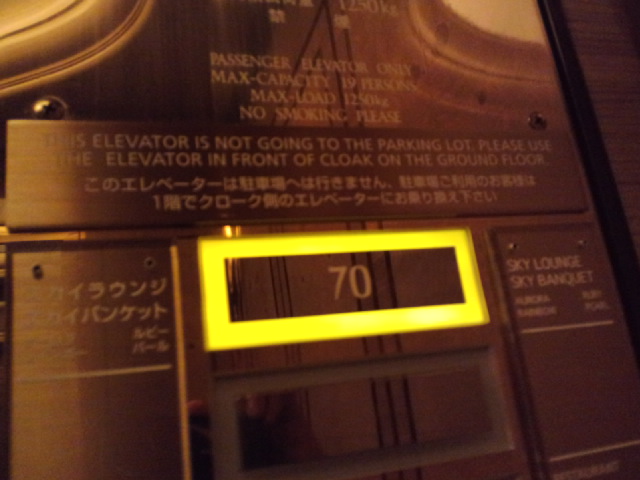 1250kg
禁 煙
PASSENGER ELEVATOR ONLY
MAX-CAPACITY 19 PERSONS
MAX-LOAD 1250kg
NO SMOKING PLEASE
THIS ELEVATOR IS NOT GOING TO THE PARKING LOT. PLEASE USE
THE ELEVATOR IN FRONT OF CLOAK ON THE GROUND FLOOR.
このエレベーターは駐車場へは行きません。駐車場ご利用のお客様は
1階でクローク側のエレベーターにお乗り換え下さい
スカイラウンジ
スカイバンケット
ルビー
パール
70
SKY LOUNGE
SKY BANQUET
AURORA RUBY
RAINBOW PEARL